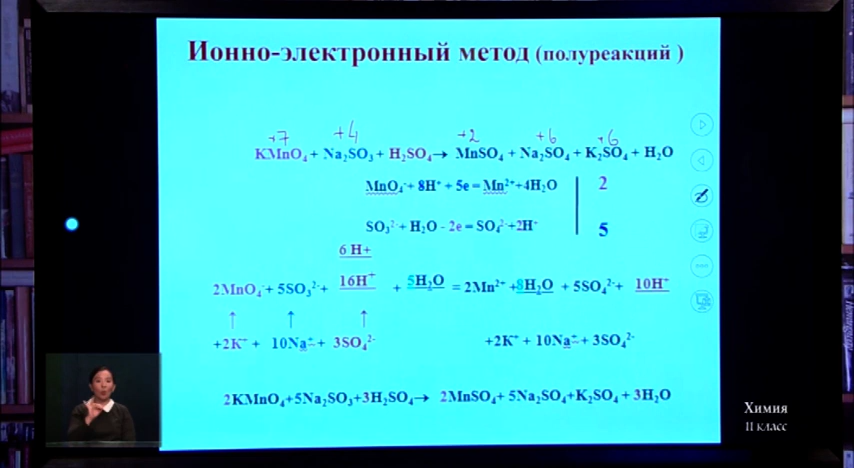 Ионно-электронный метод (полуреакций )
+7 +4 +2 +6 +6
KMnO₄ + Na₂SO₃ + H₂SO₄→ MnSO₄ + Na₂SO₄ + K₂SO₄ + H₂O
MnO₄⁻ + 8H⁺ + 5e = Mn²⁺+4H₂O 2
SO₃²⁻ + H₂O - 2e = SO₄²⁻+2H⁺ 5
6 H+
2MnO₄⁻ + 5SO₃²⁻ + 16H⁺ + 5H₂O = 2Mn²⁺ +8H₂O + 5SO₄²⁻ + 10H⁺
↑ ↑ ↑
+2K⁺ + 10Na⁺ + 3SO₄²⁻ +2K⁺ + 10Na⁺ + 3SO₄²⁻
2KMnO₄+5Na₂SO₃+3H₂SO₄→ 2MnSO₄+ 5Na₂SO₄+K₂SO₄ + 3H₂O
Химия
11 класс